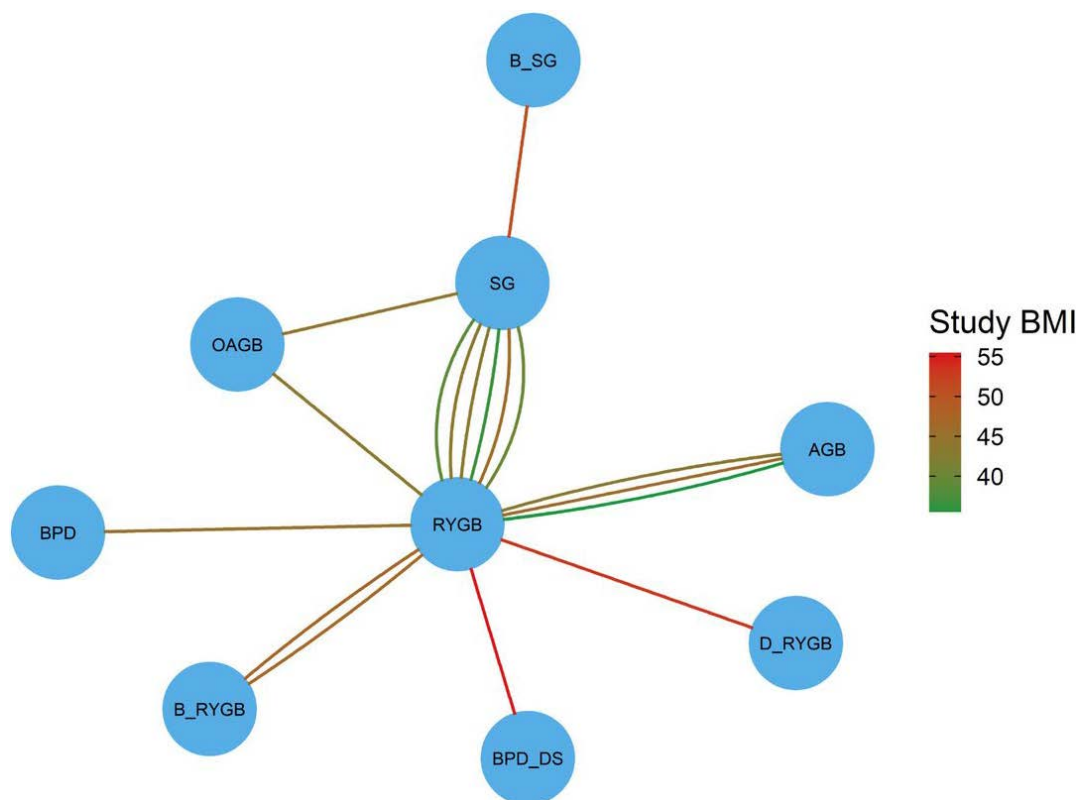 B_SG
SG
OAGB
Study BMI
55
50
45
40
AGB
RYGB
BPD
D_RYGB
B_RYGB
BPD_DS